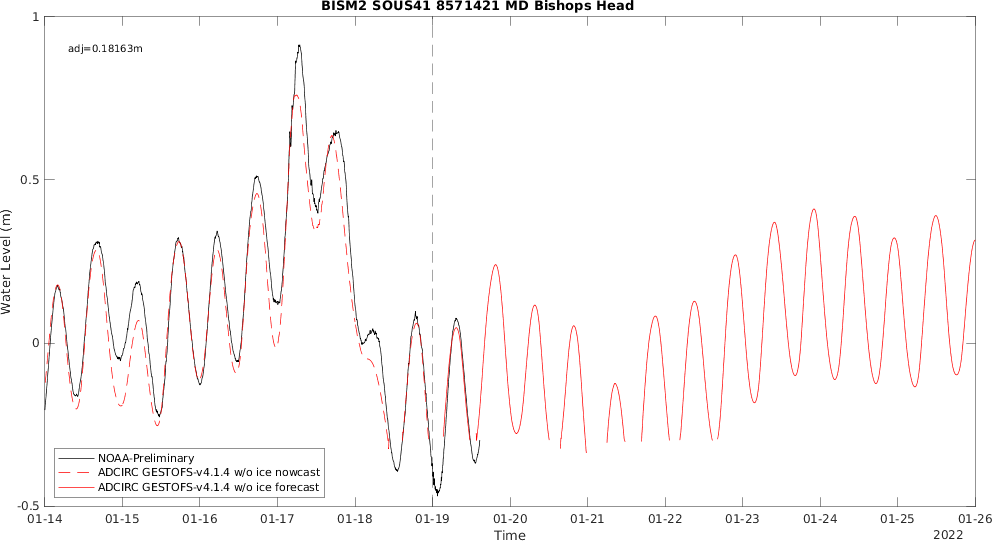 BISM2 SOUS41 8571421 MD Bishops Head
adj=0.18163m
1
0.5
0
-0.5
Water Level (m)
NOAA-Preliminary
ADCIRC GESTOFS-v4.1.4 w/o ice nowcast
ADCIRC GESTOFS-v4.1.4 w/o ice forecast
01-14 01-15 01-16 01-17 01-18 01-19 01-20 01-21 01-22 01-23 01-24 01-25 01-26
Time
2022